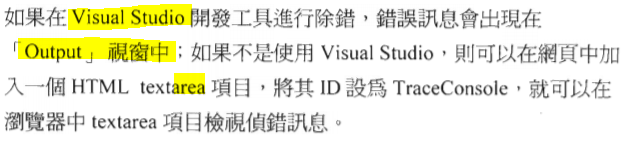 如果在 Visual Studio 開發工具進行除錯，錯誤訊息會出現在
「Output」視窗中；如果不是使用 Visual Studio，則可以在網頁中加
入一個 HTML textarea 項目，將其 ID 設為 TraceConsole，就可以在
瀏覽器中 textarea 項目檢視偵錯訊息。